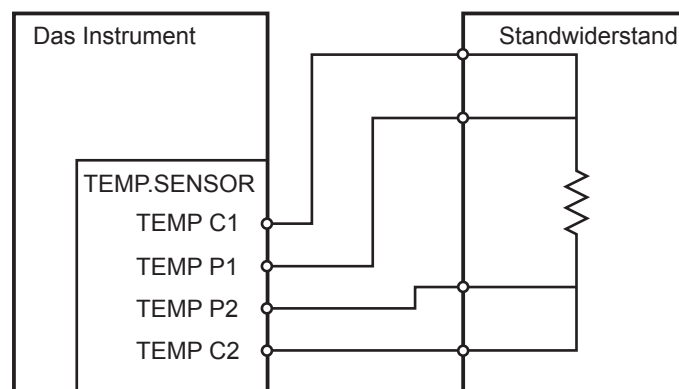 Das Instrument
Standwiderstand
TEMP.SENSOR
TEMP C1
TEMP P1
TEMP P2
TEMP C2